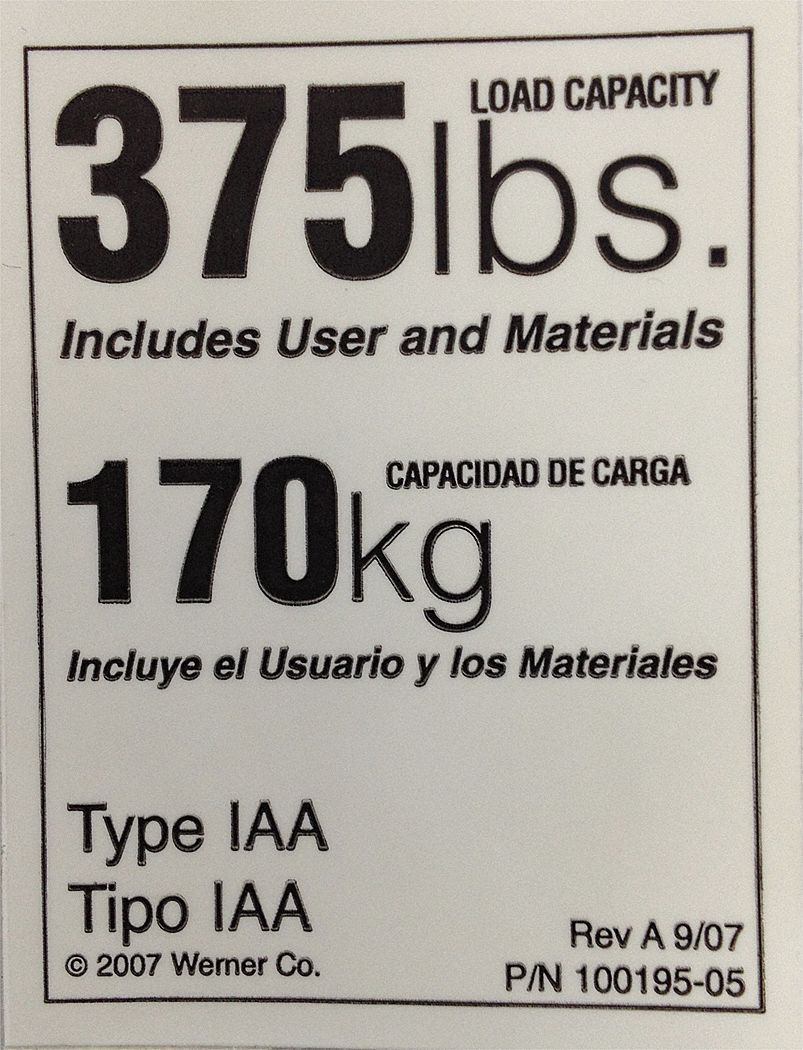 LOAD CAPACITY
375lbs.
Includes User and Materials
CAPACIDAD DE CARGA
170kg
Incluye el Usuario y los Materiales
Type IAA
Tipo IAA
© 2007 Werner Co.
Rev A 9/07
P/N 100195-05